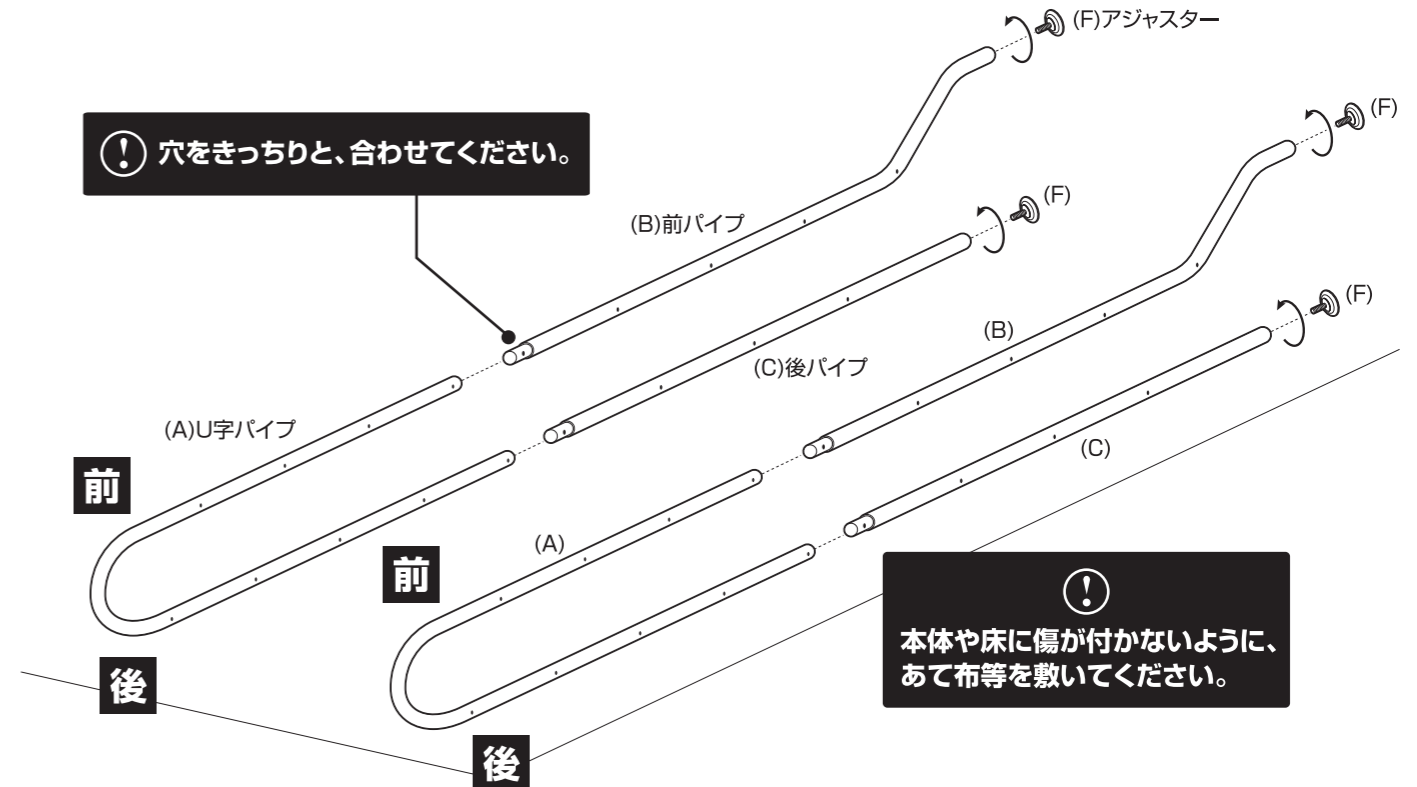 (F)アジャスター
(F)
! 穴をきっちりと、合わせてください。
(F)
(B)前パイプ
(F)
(B)
(C)後パイプ
(A)U字パイプ
(C)
前
(A)
前
!
本体や床に傷が付かないように、
あて布等を敷いてください。
後
後